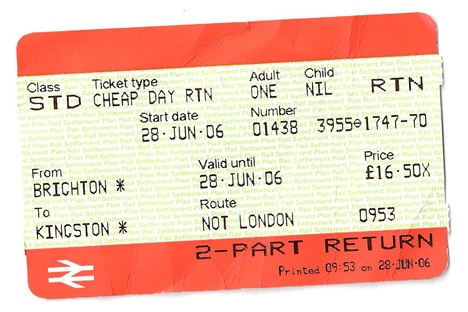 Class Ticket type Adult Child
STD CHEAP DAY RTN ONE NIL RTN
Start date Number
28·JUN·06 01438 3955⊖1747-70
From Valid until Price
BRIGHTON * 28·JUN·06 £16·50X
To Route
KINGSTON * NOT LONDON 0953
2-PART RETURN
Printed 09:53 on 28·JUN·06